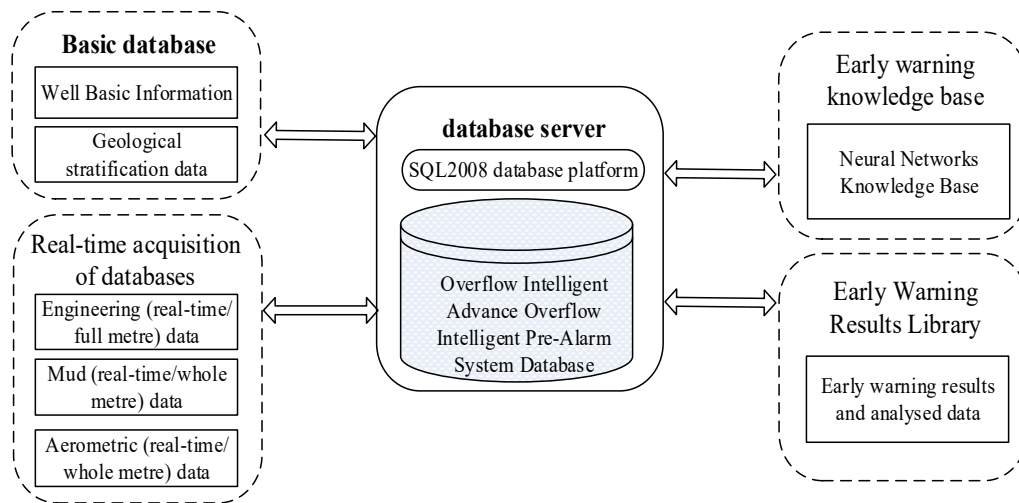 Basic database
Well Basic Information
Geological
stratification data
Real-time acquisition
of databases
Engineering (real-time/
full metre) data
Mud (real-time/whole
metre) data
Aerometric (real-time/
whole metre) data
database server
SQL2008 database platform
Overflow Intelligent
Advance Overflow
Intelligent Pre-Alarm
System Database
Early warning
knowledge base
Neural Networks
Knowledge Base
Early Warning
Results Library
Early warning results
and analysed data